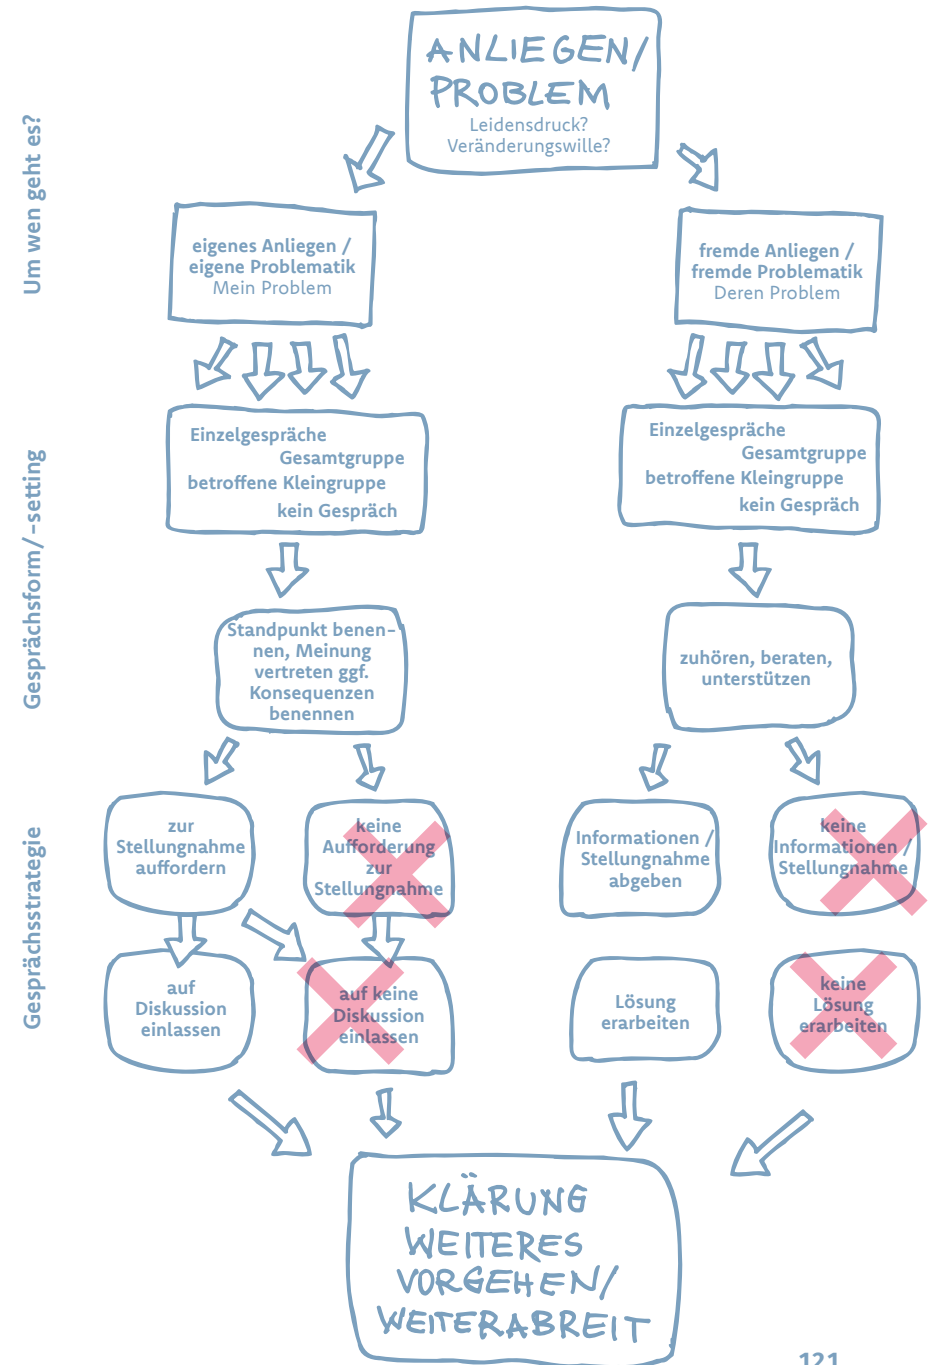 ANLIEGEN/
PROBLEM
Leidensdruck?
Veränderungswille?
Um wen geht es?
eigenes Anliegen /
eigene Problematik
Mein Problem
fremde Anliegen /
fremde Problematik
Deren Problem
Gesprächsform/-setting
Einzelgespräche
Gesamtgruppe
betroffene Kleingruppe
kein Gespräch
Einzelgespräche
Gesamtgruppe
betroffene Kleingruppe
kein Gespräch
Standpunkt benen-
nen, Meinung
vertreten ggf.
Konsequenzen
benennen
zuhören, beraten,
unterstützen
Gesprächsstrategie
zur
Stellungnahme
auffordern
keine
Aufforderung
zur
Stellungnahme
Informationen /
Stellungnahme
abgeben
keine
Informationen /
Stellungnahme
auf
Diskussion
einlassen
auf keine
Diskussion
einlassen
Lösung
erarbeiten
keine
Lösung
erarbeiten
KLÄRUNG
WEITERES
VORGEHEN/
WEITERABREIT
121